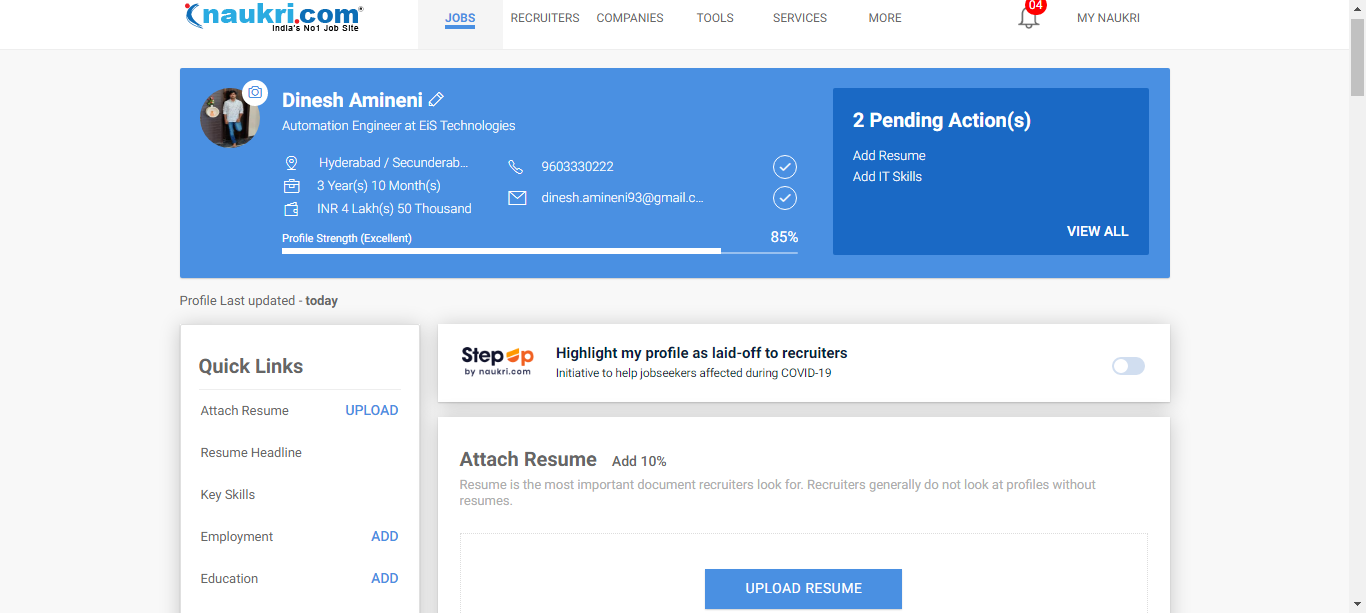 naukri.com
India's No1 Job Site
JOBS
RECRUITERS
COMPANIES
TOOLS
SERVICES
MORE
04
MY NAUKRI
Dinesh Amineni
Automation Engineer at EiS Technologies
Hyderabad / Secunderab...
3 Year(s) 10 Month(s)
INR 4 Lakh(s) 50 Thousand
9603330222
dinesh.amineni93@gmail.c...
Profile Strength (Excellent)
85%
2 Pending Action(s)
Add Resume
Add IT Skills
VIEW ALL
Profile Last updated - today
Quick Links
Attach Resume UPLOAD
Resume Headline
Key Skills
Employment ADD
Education ADD
StepUp
by naukri.com
Highlight my profile as laid-off to recruiters
Initiative to help jobseekers affected during COVID-19
Attach Resume Add 10%
Resume is the most important document recruiters look for. Recruiters generally do not look at profiles without
resumes.
UPLOAD RESUME